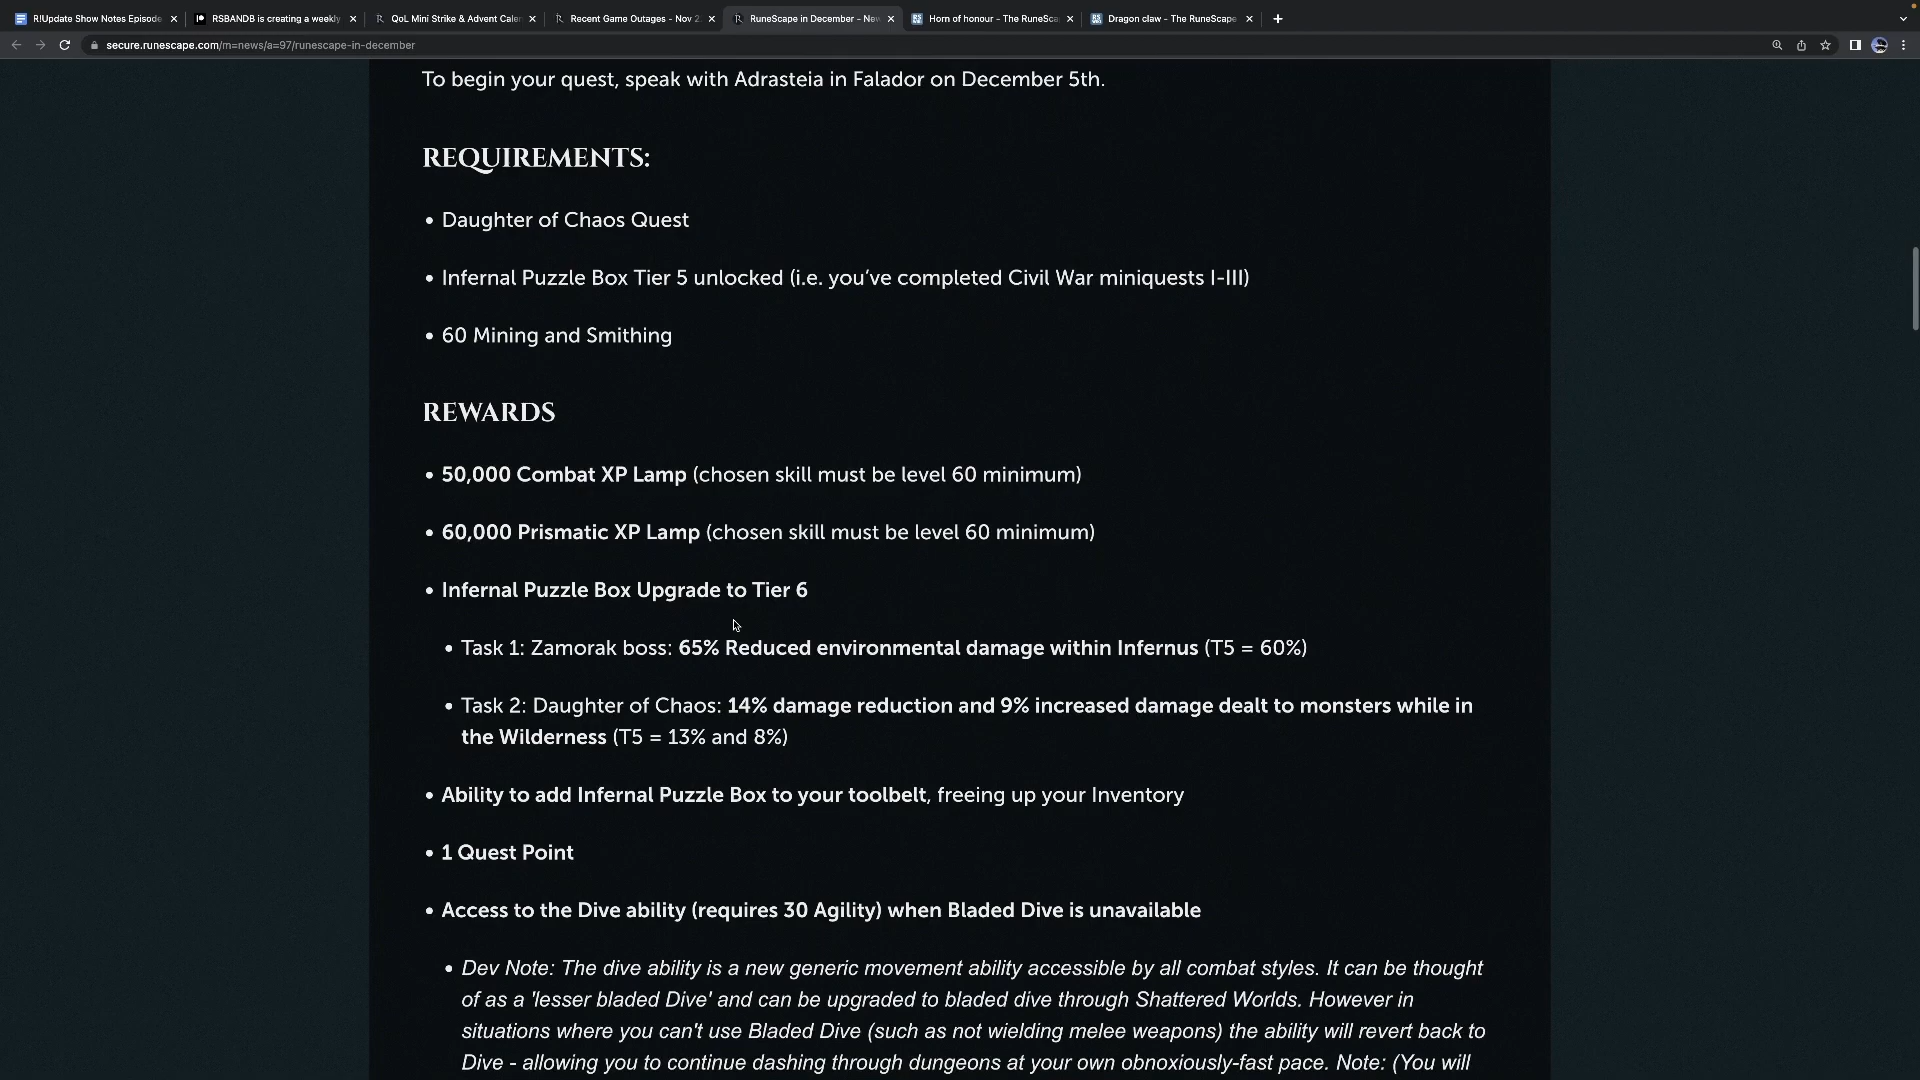 R!Update Show Notes Episode
RSBANDB is creating a weekly
QoL Mini Strike & Advent Cale
Recent Game Outages - Nov 2
RuneScape in December - New
Horn of honour - The RuneSca
Dragon claw - The RuneScape
secure.runescape.com/m=news/a=97/runescape-in-december
To begin your quest, speak with Adrasteia in Falador on December 5th.
REQUIREMENTS:
• Daughter of Chaos Quest
• Infernal Puzzle Box Tier 5 unlocked (i.e. you've completed Civil War miniquests I-III)
• 60 Mining and Smithing
REWARDS
• 50,000 Combat XP Lamp (chosen skill must be level 60 minimum)
• 60,000 Prismatic XP Lamp (chosen skill must be level 60 minimum)
• Infernal Puzzle Box Upgrade to Tier 6
• Task 1: Zamorak boss: 65% Reduced environmental damage within Infernus (T5 = 60%)
• Task 2: Daughter of Chaos: 14% damage reduction and 9% increased damage dealt to monsters while in
the Wilderness (T5 = 13% and 8%)
• Ability to add Infernal Puzzle Box to your toolbelt, freeing up your Inventory
• 1 Quest Point
• Access to the Dive ability (requires 30 Agility) when Bladed Dive is unavailable
• Dev Note: The dive ability is a new generic movement ability accessible by all combat styles. It can be thought
of as a 'lesser bladed Dive' and can be upgraded to bladed dive through Shattered Worlds. However in
situations where you can't use Bladed Dive (such as not wielding melee weapons) the ability will revert back to
Dive - allowing you to continue dashing through dungeons at your own obnoxiously-fast pace. Note: (You will